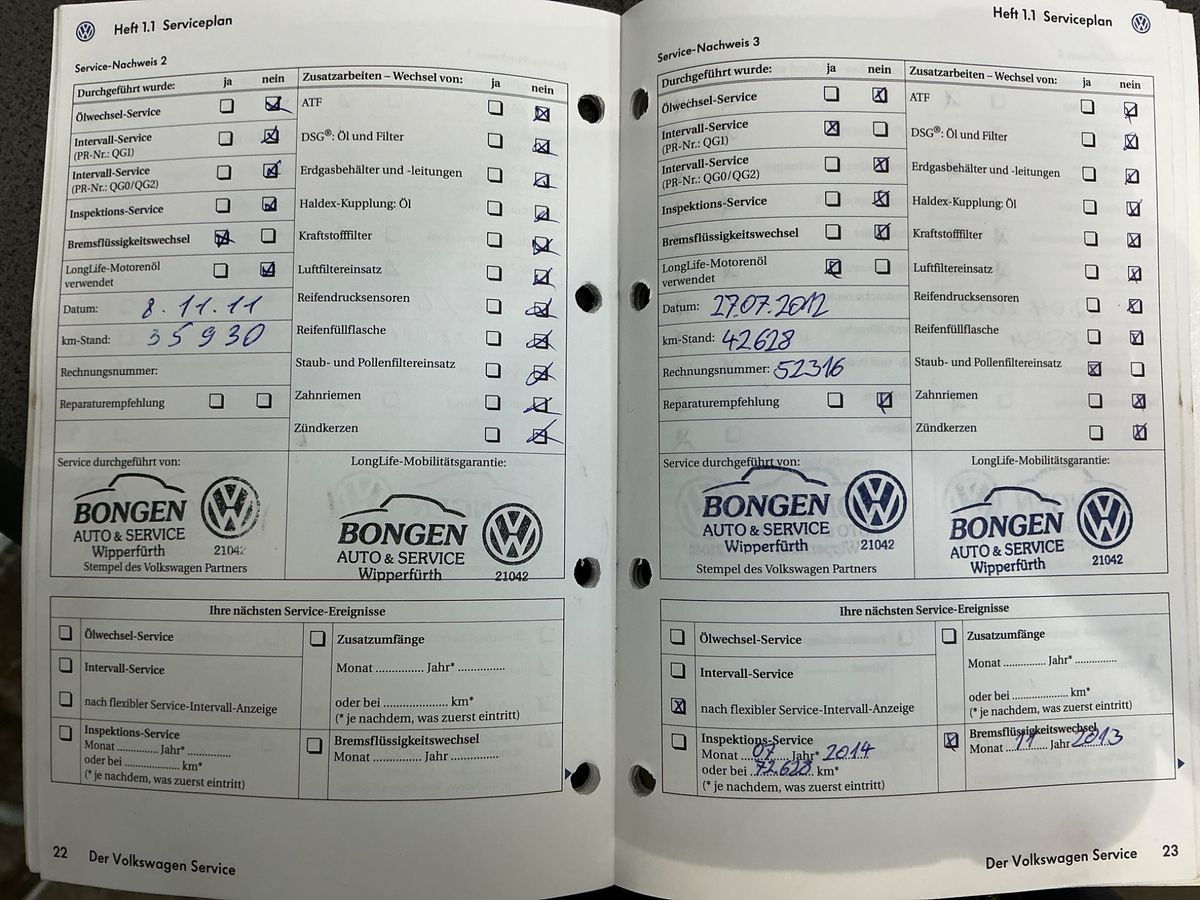 Heft 1.1 Serviceplan
Service-Nachweis 2
Durchgeführt wurde: ja nein
Ölwechsel-Service
Intervall-Service
(PR-Nr.: QG1)
Intervall-Service
(PR-Nr.: QG0/QG2)
Inspektions-Service
Bremsflüssigkeitswechsel
LongLife-Motorenöl
verwendet
Datum: 8.11.11
km-Stand: 35930
Rechnungsnummer:
Reparaturempfehlung
Zusatzarbeiten – Wechsel von: ja nein
ATF
DSG®: Öl und Filter
Erdgasbehälter und -leitungen
Haldex-Kupplung: Öl
Kraftstofffilter
Luftfiltereinsatz
Reifendrucksensoren
Reifenfüllflasche
Staub- und Pollenfiltereinsatz
Zahnriemen
Zündkerzen
Service durchgeführt von:
BONGEN
AUTO & SERVICE
Wipperfürth
21042
Stempel des Volkswagen Partners
LongLife-Mobilitätsgarantie:
BONGEN
AUTO & SERVICE
Wipperfürth
21042
Ihre nächsten Service-Ereignisse
Ölwechsel-Service
Intervall-Service
nach flexibler Service-Intervall-Anzeige
Inspektions-Service
Monat .............. Jahr* ..............
oder bei ................ km*
(* je nachdem, was zuerst eintritt)
Zusatzumfänge
Monat .............. Jahr* ..............
oder bei .................... km*
(* je nachdem, was zuerst eintritt)
Bremsflüssigkeitswechsel
Monat .............. Jahr ..............
22 Der Volkswagen Service
Heft 1.1 Serviceplan
Service-Nachweis 3
Durchgeführt wurde: ja nein
Ölwechsel-Service
Intervall-Service
(PR-Nr.: QG1)
Intervall-Service
(PR-Nr.: QG0/QG2)
Inspektions-Service
Bremsflüssigkeitswechsel
LongLife-Motorenöl
verwendet
Datum: 27.07.2012
km-Stand: 42628
Rechnungsnummer: 52316
Reparaturempfehlung
Zusatzarbeiten – Wechsel von: ja nein
ATF
DSG®: Öl und Filter
Erdgasbehälter und -leitungen
Haldex-Kupplung: Öl
Kraftstofffilter
Luftfiltereinsatz
Reifendrucksensoren
Reifenfüllflasche
Staub- und Pollenfiltereinsatz
Zahnriemen
Zündkerzen
Service durchgeführt von:
BONGEN
AUTO & SERVICE
Wipperfürth
21042
Stempel des Volkswagen Partners
LongLife-Mobilitätsgarantie:
BONGEN
AUTO & SERVICE
Wipperfürth
21042
Ihre nächsten Service-Ereignisse
Ölwechsel-Service
Intervall-Service
nach flexibler Service-Intervall-Anzeige
Inspektions-Service
Monat 07 Jahr* 2014
oder bei 72.628 km*
(* je nachdem, was zuerst eintritt)
Zusatzumfänge
Monat .............. Jahr* ..............
oder bei .................... km*
(* je nachdem, was zuerst eintritt)
Bremsflüssigkeitswechsel
Monat 11 Jahr 2013
Der Volkswagen Service 23